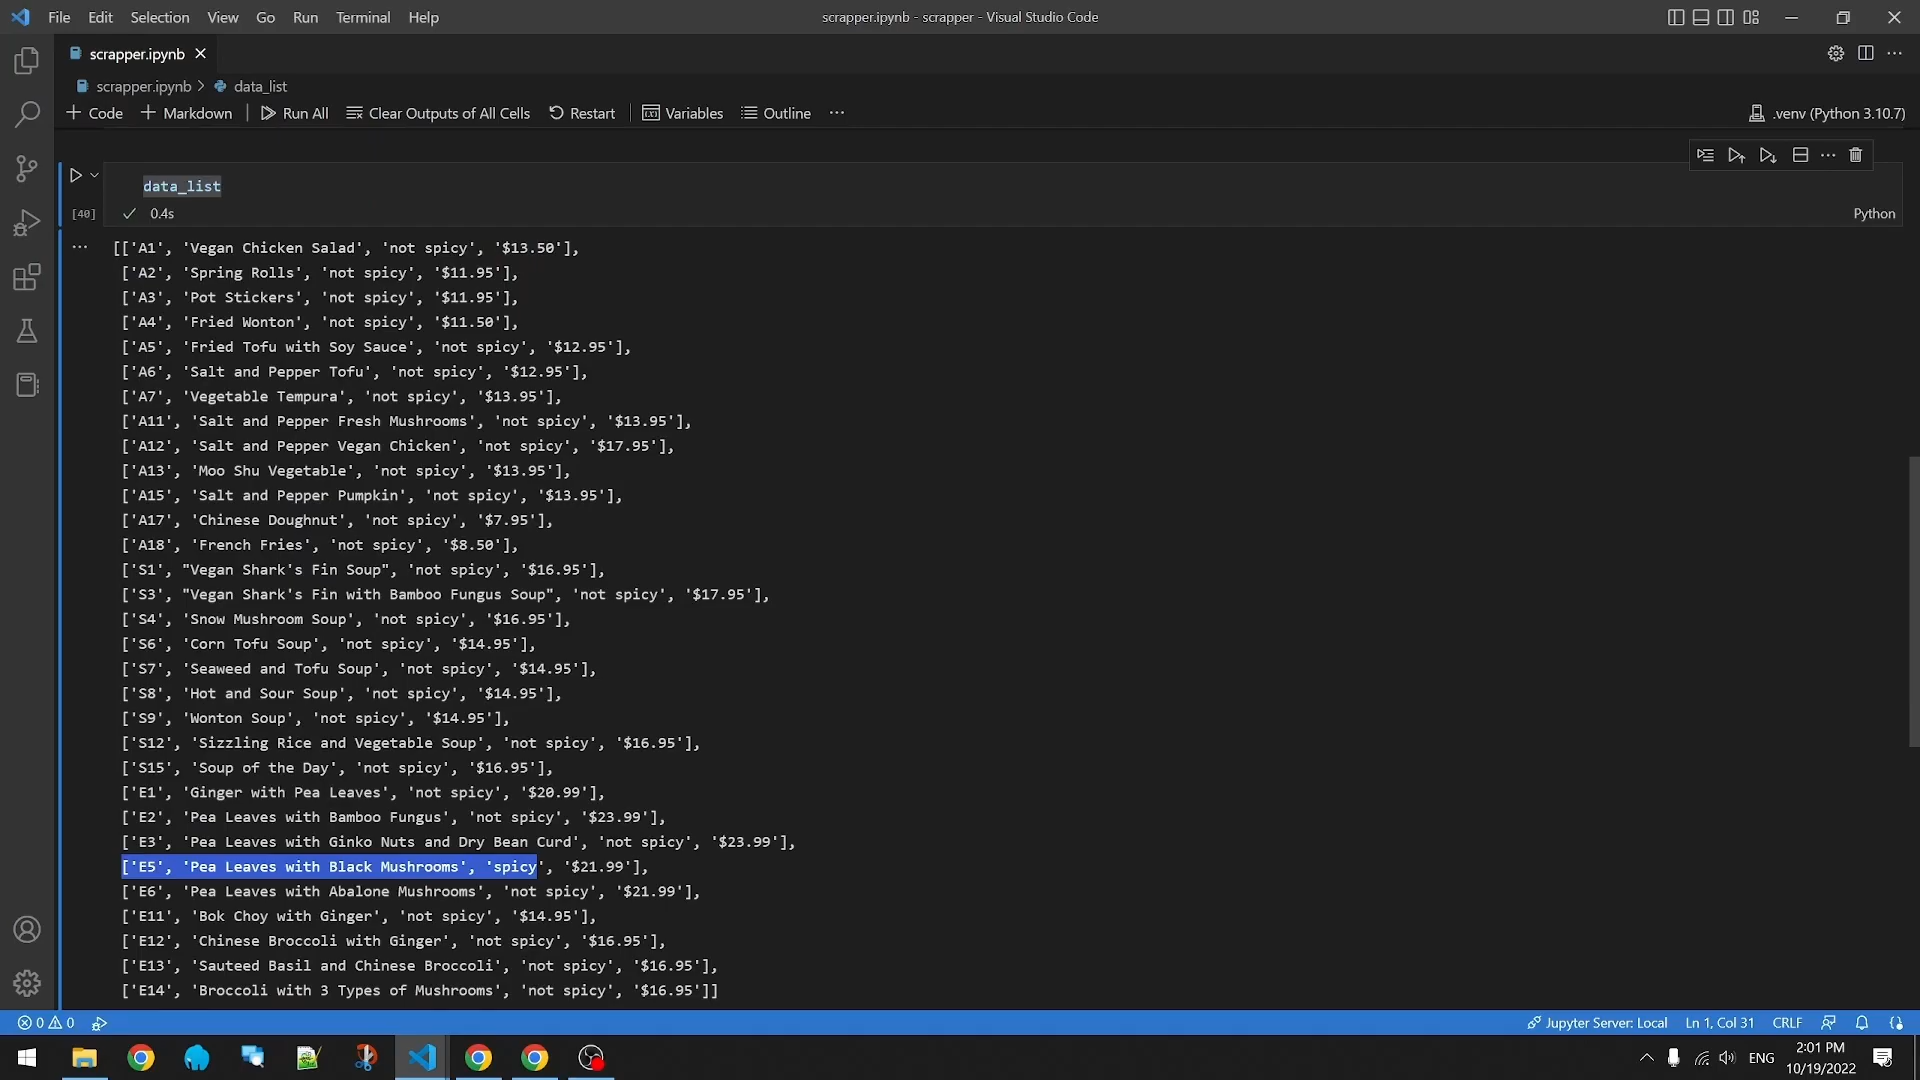 File Edit Selection View Go Run Terminal Help
scrapper.ipynb - scrapper - Visual Studio Code
scrapper.ipynb
scrapper.ipynb > data_list
+ Code + Markdown Run All Clear Outputs of All Cells Restart Variables Outline ...
.venv (Python 3.10.7)
data_list
[40] 0.4s
Python
[['A1', 'Vegan Chicken Salad', 'not spicy', '$13.50'],
['A2', 'Spring Rolls', 'not spicy', '$11.95'],
['A3', 'Pot Stickers', 'not spicy', '$11.95'],
['A4', 'Fried Wonton', 'not spicy', '$11.50'],
['A5', 'Fried Tofu with Soy Sauce', 'not spicy', '$12.95'],
['A6', 'Salt and Pepper Tofu', 'not spicy', '$12.95'],
['A7', 'Vegetable Tempura', 'not spicy', '$13.95'],
['A11', 'Salt and Pepper Fresh Mushrooms', 'not spicy', '$13.95'],
['A12', 'Salt and Pepper Vegan Chicken', 'not spicy', '$17.95'],
['A13', 'Moo Shu Vegetable', 'not spicy', '$13.95'],
['A15', 'Salt and Pepper Pumpkin', 'not spicy', '$13.95'],
['A17', 'Chinese Doughnut', 'not spicy', '$7.95'],
['A18', 'French Fries', 'not spicy', '$8.50'],
['S1', "Vegan Shark's Fin Soup", 'not spicy', '$16.95'],
['S3', "Vegan Shark's Fin with Bamboo Fungus Soup", 'not spicy', '$17.95'],
['S4', 'Snow Mushroom Soup', 'not spicy', '$16.95'],
['S6', 'Corn Tofu Soup', 'not spicy', '$14.95'],
['S7', 'Seaweed and Tofu Soup', 'not spicy', '$14.95'],
['S8', 'Hot and Sour Soup', 'not spicy', '$14.95'],
['S9', 'Wonton Soup', 'not spicy', '$14.95'],
['S12', 'Sizzling Rice and Vegetable Soup', 'not spicy', '$16.95'],
['S15', 'Soup of the Day', 'not spicy', '$16.95'],
['E1', 'Ginger with Pea Leaves', 'not spicy', '$20.99'],
['E2', 'Pea Leaves with Bamboo Fungus', 'not spicy', '$23.99'],
['E3', 'Pea Leaves with Ginko Nuts and Dry Bean Curd', 'not spicy', '$23.99'],
['E5', 'Pea Leaves with Black Mushrooms', 'spicy', '$21.99'],
['E6', 'Pea Leaves with Abalone Mushrooms', 'not spicy', '$21.99'],
['E11', 'Bok Choy with Ginger', 'not spicy', '$14.95'],
['E12', 'Chinese Broccoli with Ginger', 'not spicy', '$16.95'],
['E13', 'Sauteed Basil and Chinese Broccoli', 'not spicy', '$16.95'],
['E14', 'Broccoli with 3 Types of Mushrooms', 'not spicy', '$16.95']]
0 0
Jupyter Server: Local Ln 1, Col 31 CRLF
ENG
2:01 PM
10/19/2022